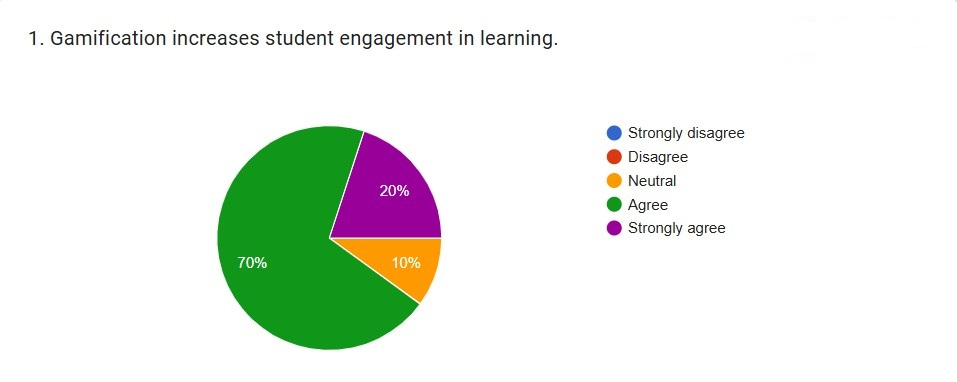 1. Gamification increases student engagement in learning.
20%
70%
10%
Strongly disagree
Disagree
Neutral
Agree
Strongly agree